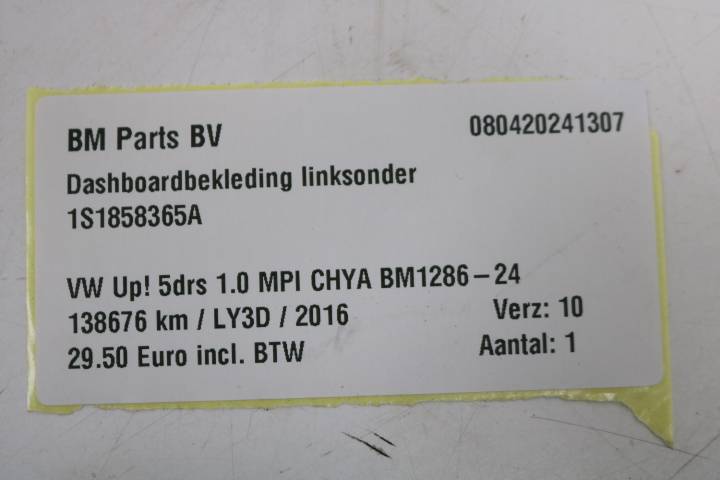 BM Parts BV 080420241307
Dashboardbekleding linksonder
1S1858365A
VW Up! 5drs 1.0 MPI CHYA BM1286-24
138676 km / LY3D / 2016 Verz: 10
29.50 Euro incl. BTW Aantal: 1